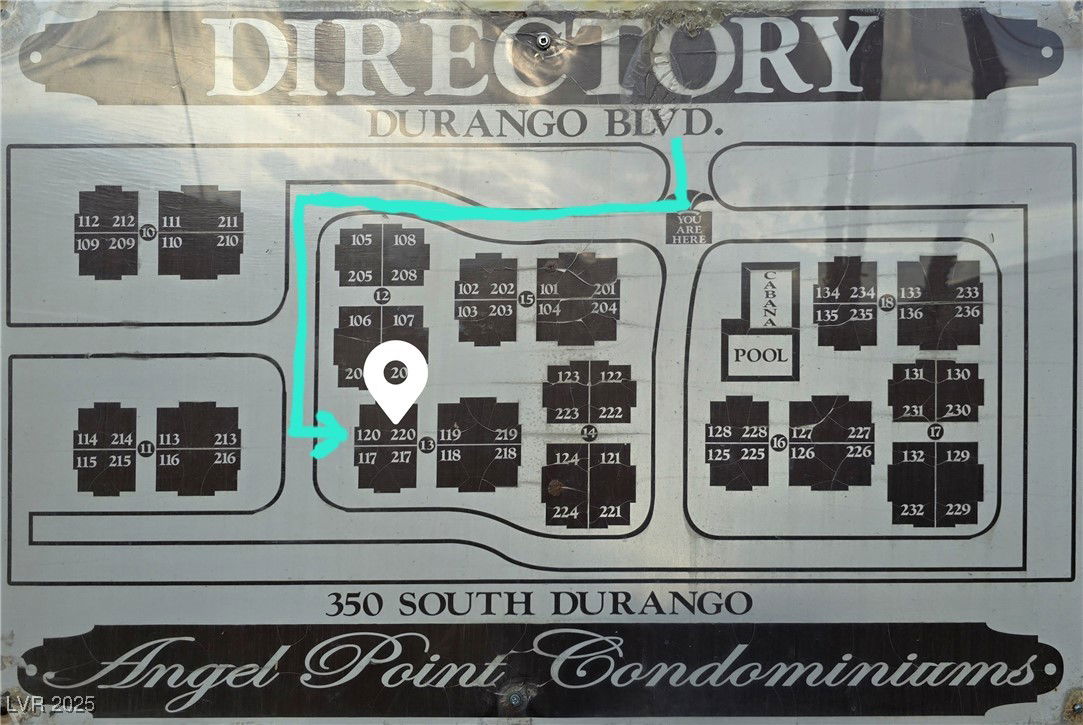 DIRECTORY
DURANGO BLVD.
YOU
ARE
HERE
112 212 10 111 211
109 209 110 210
105 108
205 208
12
106 107
102 202 15 101 201
103 203 104 204
CABANA
POOL
134 234 18 133 233
135 235 136 236
123 122
223 222
14
124 121
224 221
131 130
231 230
17
132 129
232 229
114 214 11 113 213
115 215 116 216
120 220 13 119 219
117 217 118 218
128 228 16 127 227
125 225 126 226
350 SOUTH DURANGO
Angel Point Condominiums
LVR 2025